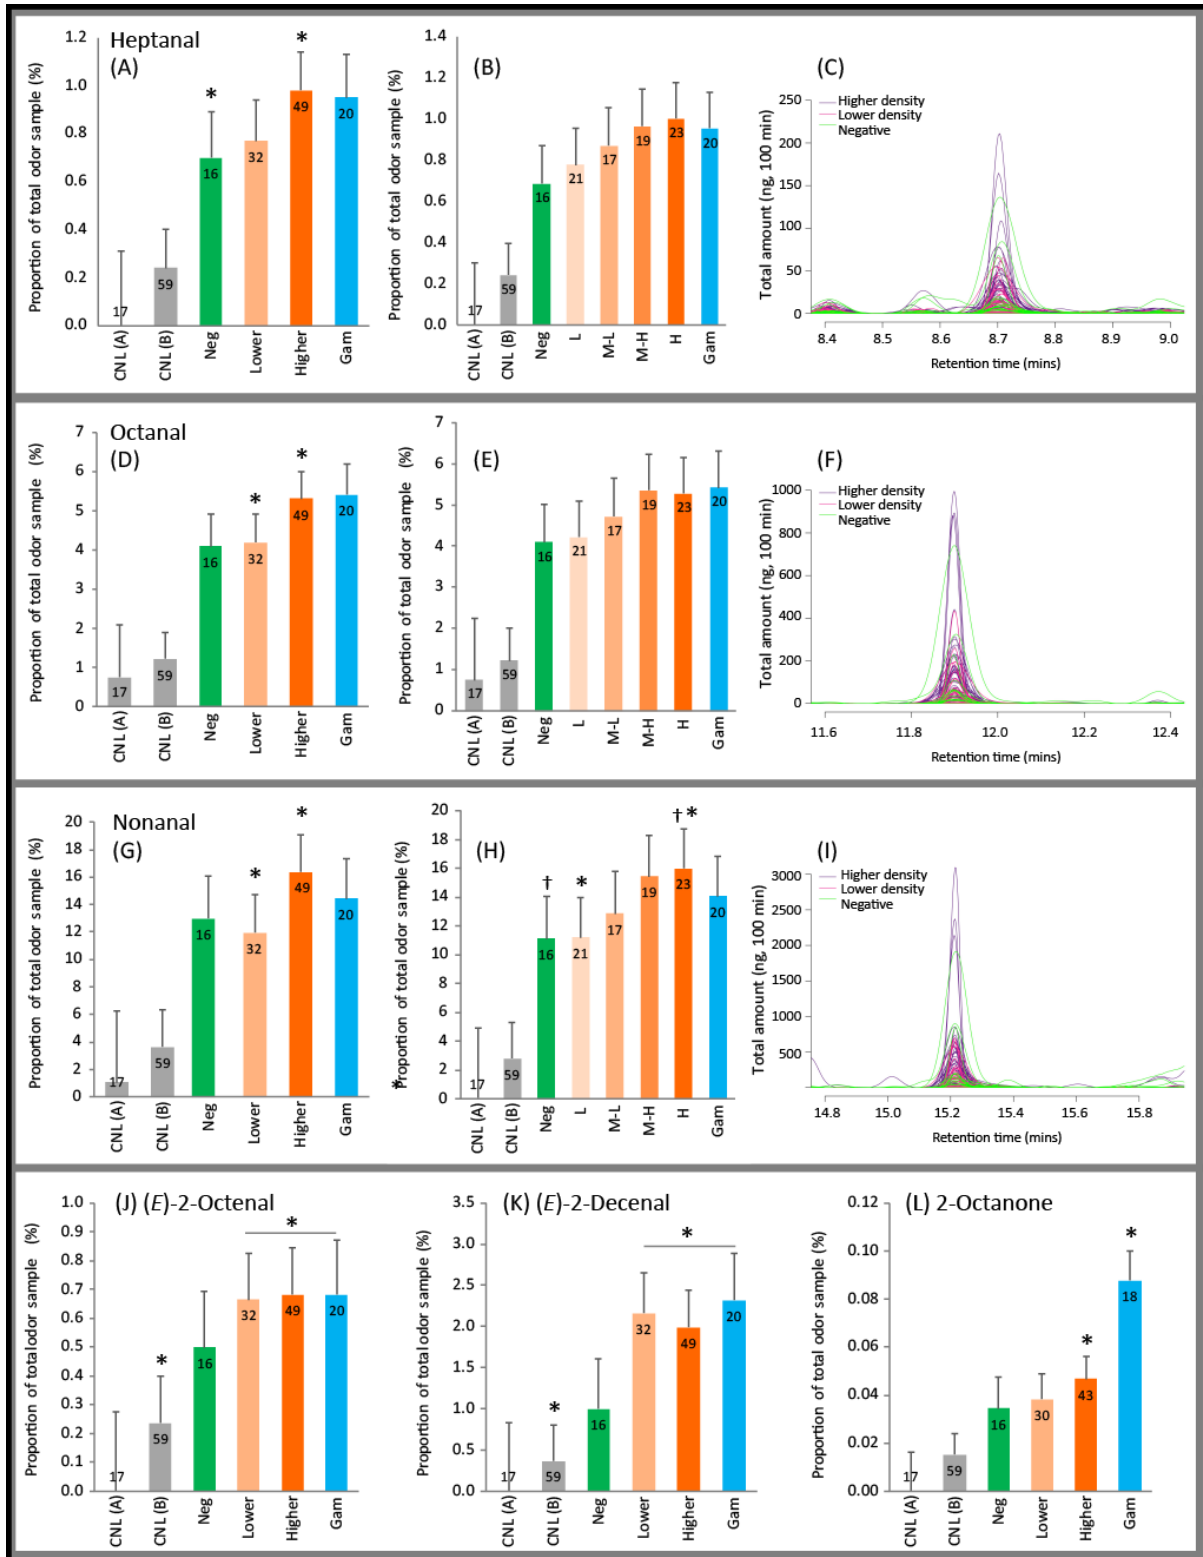 Heptanal
(A)
Proportion of total odor sample (%)
1.2
1.0
0.8
0.6
0.4
0.2
0.0
*
*
17
59
16
32
49
20
CNL (A)
CNL (B)
Neg
Lower
Higher
Gam
(B)
Proportion of total odor sample (%)
1.4
1.2
1.0
0.8
0.6
0.4
0.2
0.0
17
59
16
21
17
19
23
20
CNL (A)
CNL (B)
Neg
L
M-L
M-H
H
Gam
(C)
Total amount (ng, 100 min)
250
200
150
100
50
0
Higher density
Lower density
Negative
8.4
8.5
8.6
8.7
8.8
8.9
9.0
Retention time (mins)
Octanal
(D)
Proportion of total odor sample (%)
7
6
5
4
3
2
1
0
*
*
17
59
16
32
49
20
CNL (A)
CNL (B)
Neg
Lower
Higher
Gam
(E)
Proportion of total odor sample (%)
7
6
5
4
3
2
1
0
17
59
16
21
17
19
23
20
CNL (A)
CNL (B)
Neg
L
M-L
M-H
H
Gam
(F)
Total amount (ng, 100 min)
1000
800
600
400
200
0
Higher density
Lower density
Negative
11.6
11.8
12.0
12.2
12.4
Retention time (mins)
Nonanal
(G)
Proportion of total odor sample (%)
20
18
16
14
12
10
8
6
4
2
0
*
*
17
59
16
32
49
20
CNL (A)
CNL (B)
Neg
Lower
Higher
Gam
(H)
*
Proportion of total odor sample (%)
20
18
16
14
12
10
8
6
4
2
0
†
*
† *
17
59
16
21
17
19
23
20
CNL (A)
CNL (B)
Neg
L
M-L
M-H
H
Gam
(I)
Total amount (ng, 100 min)
3000
2500
2000
1500
1000
500
Higher density
Lower density
Negative
14.8
15.0
15.2
15.4
15.6
15.8
Retention time (mins)
(J) (E)-2-Octenal
Proportion of total odor sample (%)
1.0
0.9
0.8
0.7
0.6
0.5
0.4
0.3
0.2
0.1
0.0
*
*
17
59
16
32
49
20
CNL (A)
CNL (B)
Neg
Lower
Higher
Gam
(K) (E)-2-Decenal
Proportion of total odor sample (%)
3.5
3.0
2.5
2.0
1.5
1.0
0.5
0.0
*
*
17
59
16
32
49
20
CNL (A)
CNL (B)
Neg
Lower
Higher
Gam
(L) 2-Octanone
Proportion of total odor sample (%)
0.12
0.10
0.08
0.06
0.04
0.02
0.00
*
*
17
59
16
30
43
18
CNL (A)
CNL (B)
Neg
Lower
Higher
Gam